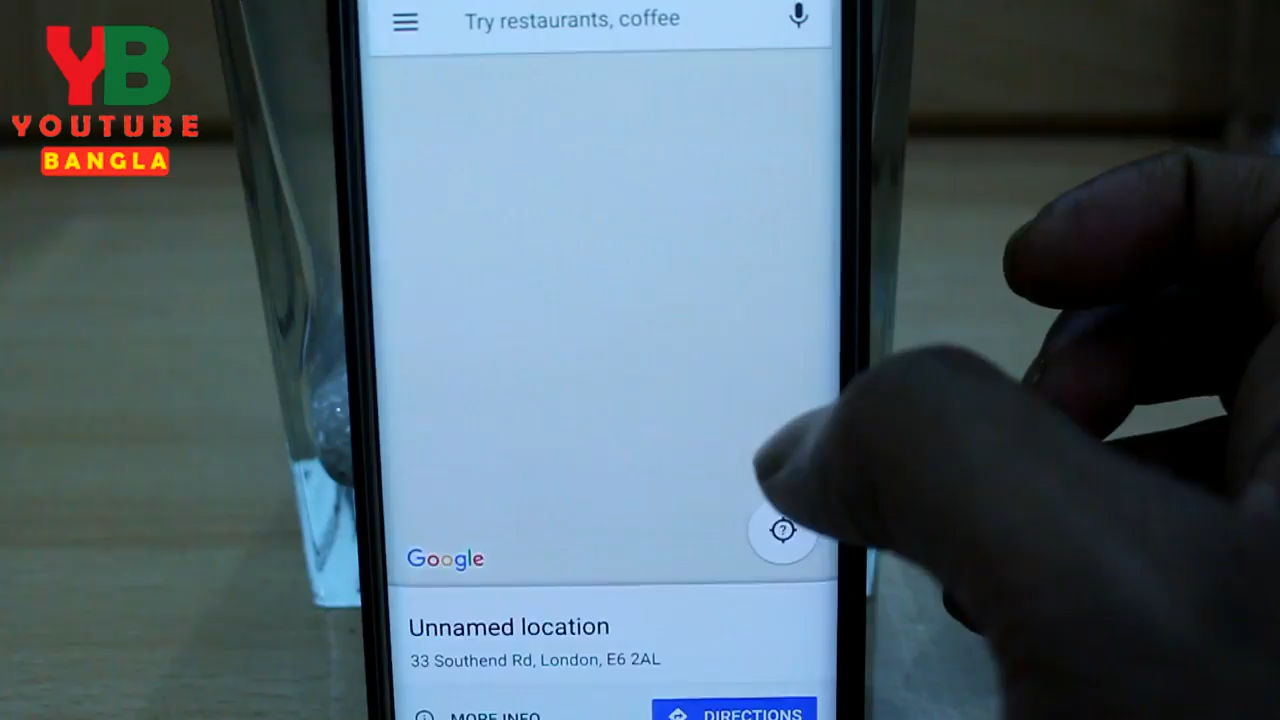 YB
YOUTUBE
BANGLA
Try restaurants, coffee
?
Google
Unnamed location
33 Southend Rd, London, E6 2AL
MORE INFO
DIRECTIONS